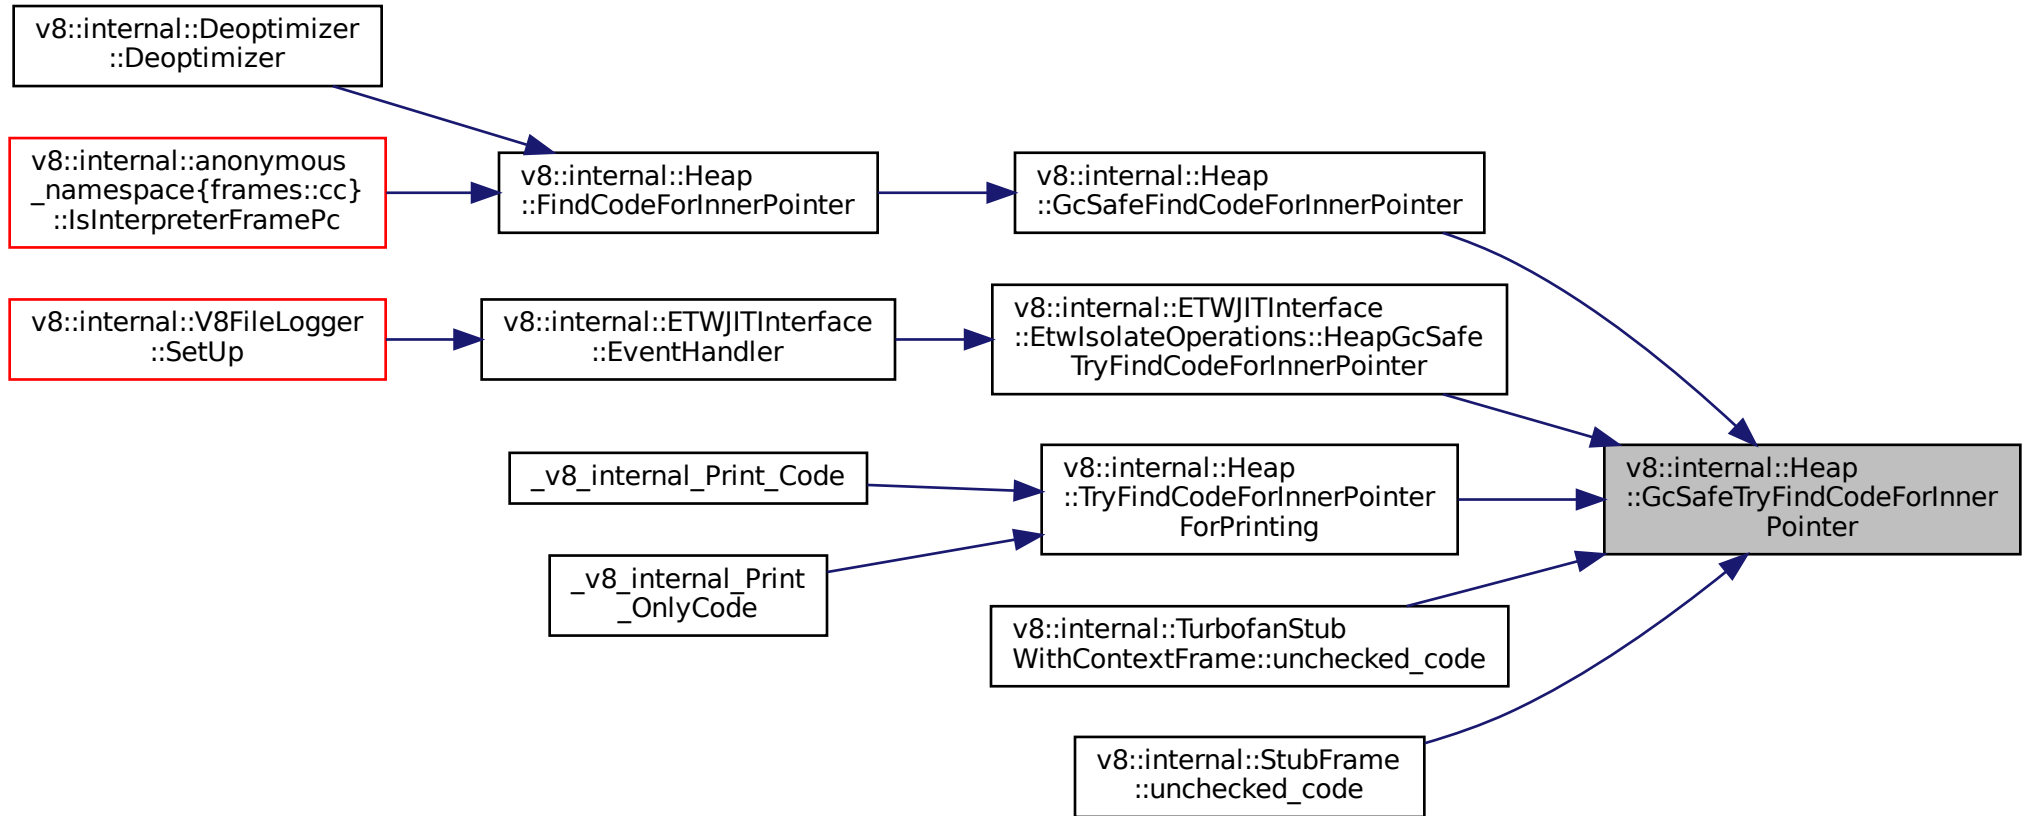 v8::internal::Deoptimizer
::Deoptimizer
v8::internal::anonymous
_namespace{frames::cc}
::IsInterpreterFramePc
v8::internal::Heap
::FindCodeForInnerPointer
v8::internal::Heap
::GcSafeFindCodeForInnerPointer
v8::internal::V8FileLogger
::SetUp
v8::internal::ETWJITInterface
::EventHandler
v8::internal::ETWJITInterface
::EtwIsolateOperations::HeapGcSafe
TryFindCodeForInnerPointer
_v8_internal_Print_Code
_v8_internal_Print
_OnlyCode
v8::internal::Heap
::TryFindCodeForInnerPointer
ForPrinting
v8::internal::Heap
::GcSafeTryFindCodeForInner
Pointer
v8::internal::TurbofanStub
WithContextFrame::unchecked_code
v8::internal::StubFrame
::unchecked_code